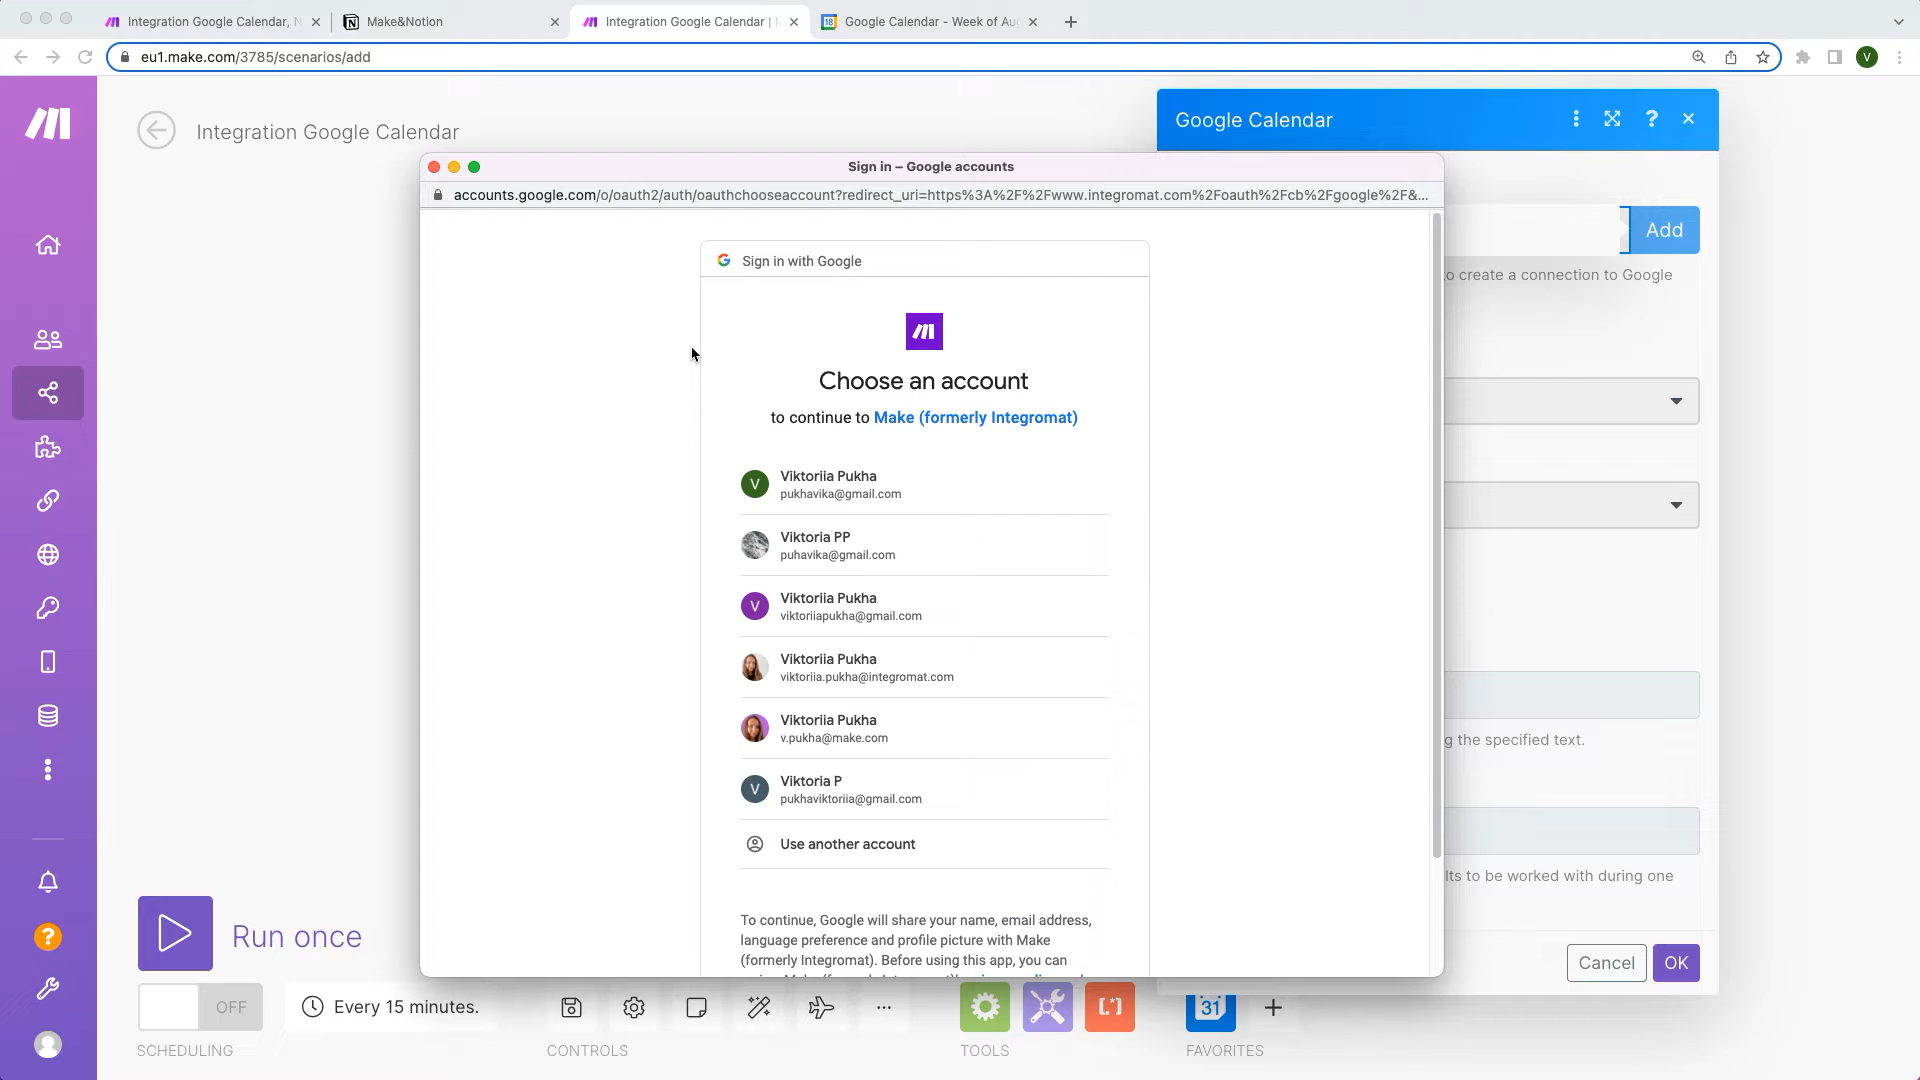 Integration Google Calendar, N
Make&Notion
Integration Google Calendar |
Google Calendar - Week of Au
eu1.make.com/3785/scenarios/add
V
Integration Google Calendar
Google Calendar
Sign in – Google accounts
accounts.google.com/o/oauth2/auth/oauthchooseaccount?redirect_uri=https%3A%2F%2Fwww.integromat.com%2Foauth%2Fcb%2Fgoogle%2F&...
Add
to create a connection to Google
Sign in with Google
Choose an account
to continue to Make (formerly Integromat)
V
Viktoriia Pukha
pukhavika@gmail.com
Viktoria PP
puhavika@gmail.com
V
Viktoriia Pukha
viktoriiapukha@gmail.com
Viktoriia Pukha
viktoriia.pukha@integromat.com
Viktoriia Pukha
v.pukha@make.com
V
Viktoria P
pukhaviktoriia@gmail.com
Use another account
To continue, Google will share your name, email address,
language preference and profile picture with Make
(formerly Integromat). Before using this app, you can
g the specified text.
lts to be worked with during one
Cancel
OK
Run once
OFF
Every 15 minutes.
31
SCHEDULING
CONTROLS
TOOLS
FAVORITES